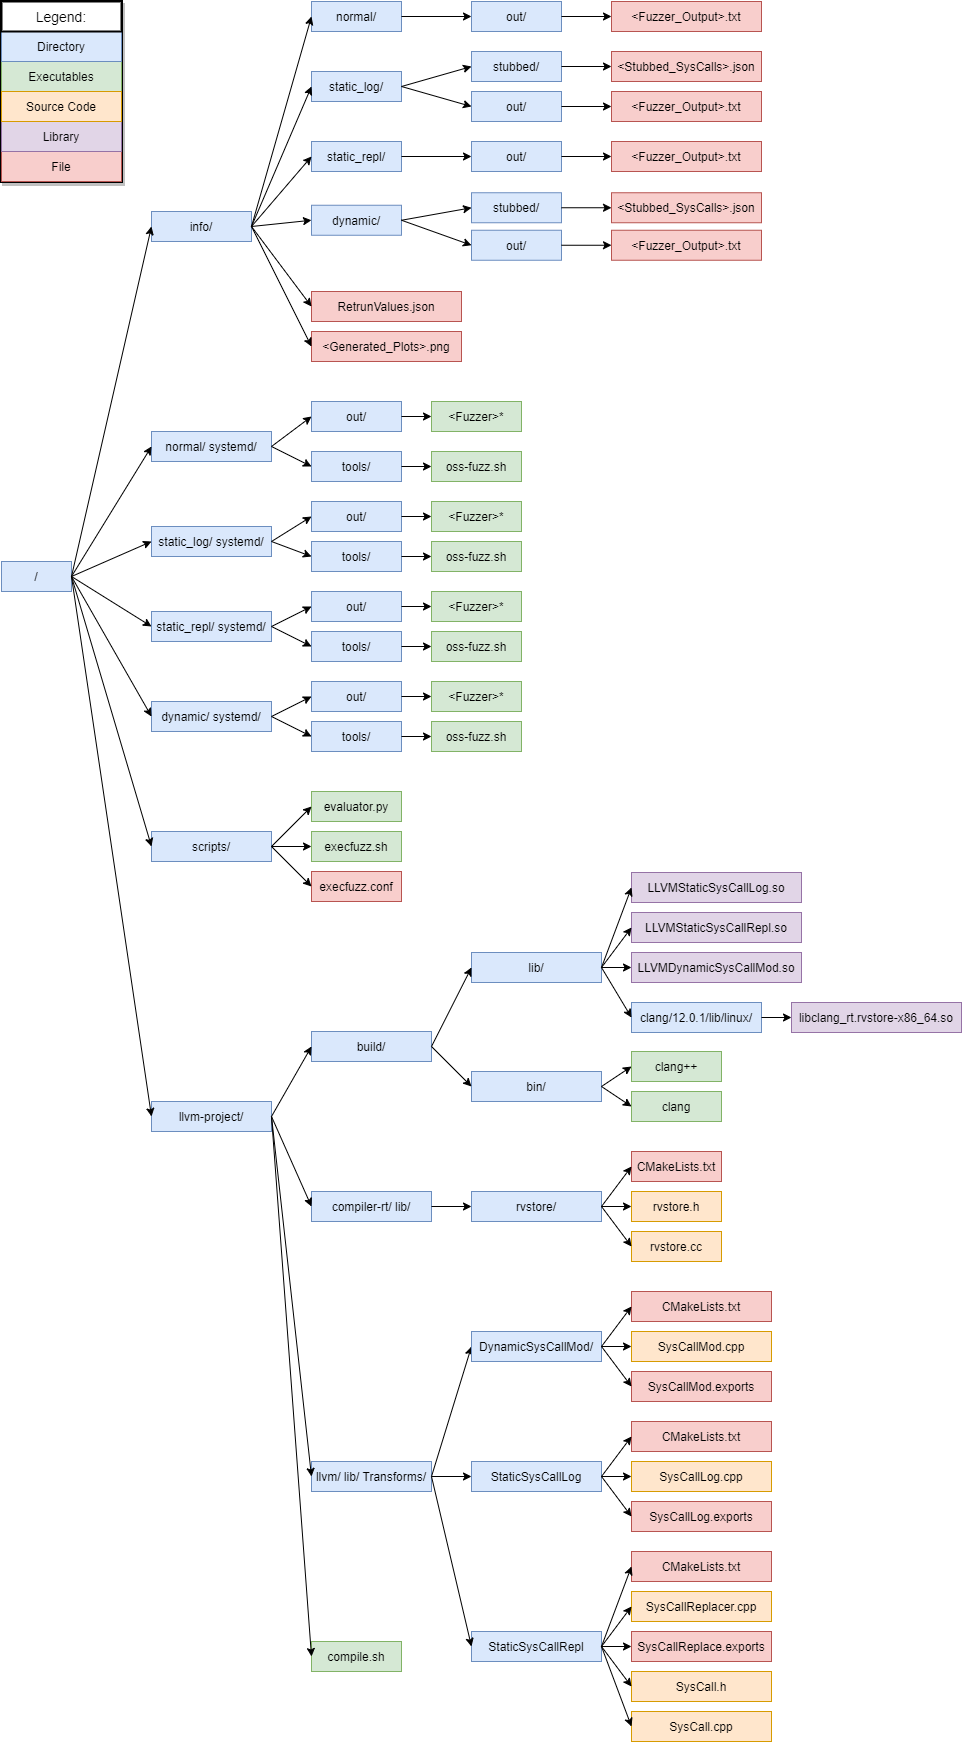 Legend:
Directory
Executables
Source Code
Library
File
normal/
out/
<Fuzzer_Output>.txt
static_log/
stubbed/
<Stubbed_SysCalls>.json
out/
<Fuzzer_Output>.txt
static_repl/
out/
<Fuzzer_Output>.txt
info/
dynamic/
stubbed/
<Stubbed_SysCalls>.json
out/
<Fuzzer_Output>.txt
RetrunValues.json
<Generated_Plots>.png
normal/ systemd/
out/
<Fuzzer>*
tools/
oss-fuzz.sh
static_log/ systemd/
out/
<Fuzzer>*
tools/
oss-fuzz.sh
/
static_repl/ systemd/
out/
<Fuzzer>*
tools/
oss-fuzz.sh
dynamic/ systemd/
out/
<Fuzzer>*
tools/
oss-fuzz.sh
scripts/
evaluator.py
execfuzz.sh
execfuzz.conf
llvm-project/
build/
lib/
LLVMStaticSysCallLog.so
LLVMStaticSysCallRepl.so
LLVMDynamicSysCallMod.so
clang/12.0.1/lib/linux/
libclang_rt.rvstore-x86_64.so
bin/
clang++
clang
compiler-rt/ lib/
rvstore/
CMakeLists.txt
rvstore.h
rvstore.cc
llvm/ lib/ Transforms/
DynamicSysCallMod/
CMakeLists.txt
SysCallMod.cpp
SysCallMod.exports
StaticSysCallLog
CMakeLists.txt
SysCallLog.cpp
SysCallLog.exports
StaticSysCallRepl
CMakeLists.txt
SysCallReplacer.cpp
SysCallReplace.exports
SysCall.h
SysCall.cpp
compile.sh